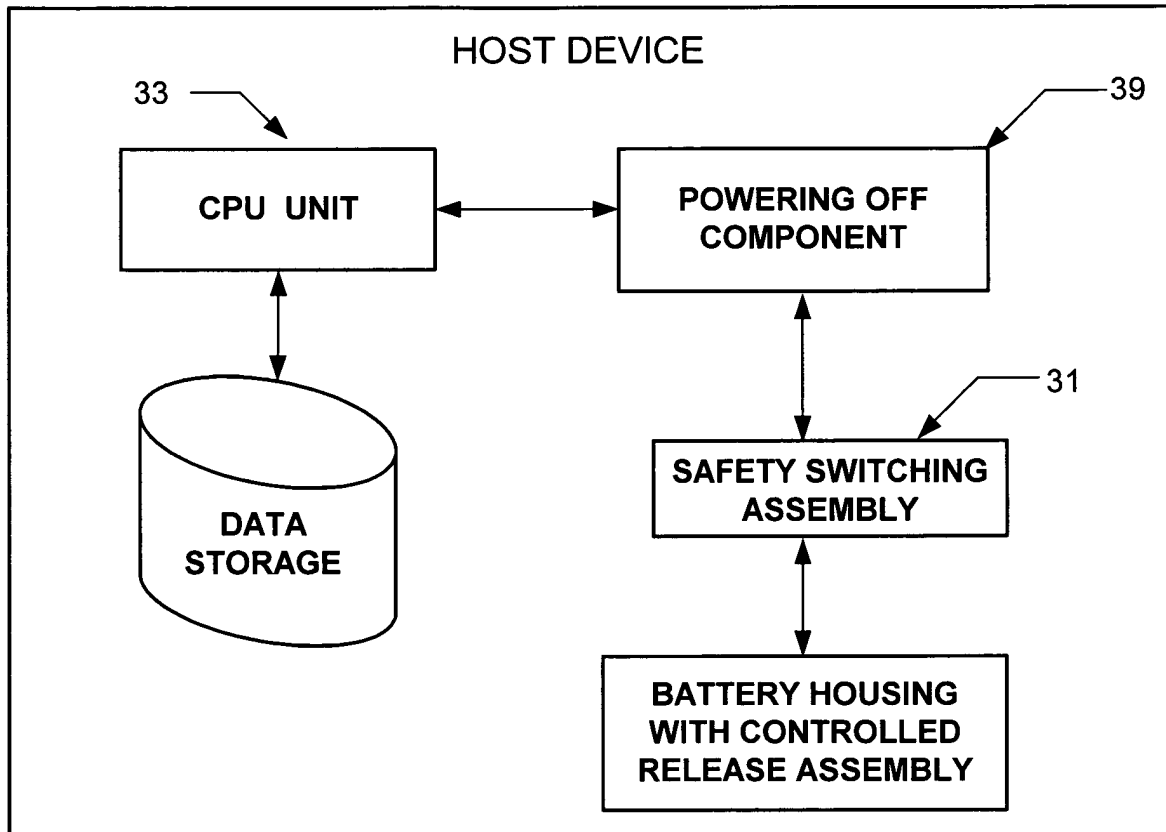 HOST DEVICE
33
39
CPU UNIT
POWERING OFF
COMPONENT
31
SAFETY SWITCHING
ASSEMBLY
DATA
STORAGE
BATTERY HOUSING
WITH CONTROLLED
RELEASE ASSEMBLY